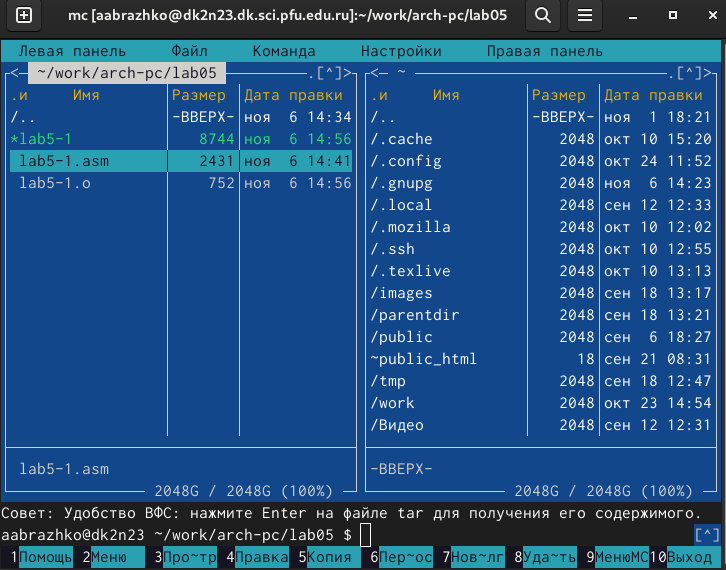 mc [aabrazhko@dk2n23.dk.sci.pfu.edu.ru]:~/work/arch-pc/lab05
Левая панель Файл Команда Настройки Правая панель
<─ ~/work/arch-pc/lab05 .[^]>
.и Имя Размер Дата правки
/.. -ВВЕРХ- ноя 6 14:34
*lab5-1 8744 ноя 6 14:56
lab5-1.asm 2431 ноя 6 14:41
lab5-1.o 752 ноя 6 14:56
lab5-1.asm
2048G / 2048G (100%)
<─ ~ .[^]>
.и Имя Размер Дата правки
/.. -ВВЕРХ- ноя 1 18:21
/.cache 2048 окт 10 15:20
/.config 2048 окт 24 11:52
/.gnupg 2048 ноя 6 14:23
/.local 2048 сен 12 12:33
/.mozilla 2048 окт 10 12:02
/.ssh 2048 окт 10 12:55
/.texlive 2048 окт 10 13:13
/images 2048 сен 18 13:17
/parentdir 2048 сен 18 13:21
/public 2048 сен 6 18:27
~public_html 18 сен 21 08:31
/tmp 2048 сен 18 12:47
/work 2048 окт 23 14:54
/Видео 2048 сен 12 12:31
-ВВЕРХ-
2048G / 2048G (100%)
Совет: Удобство ВФС: нажмите Enter на файле tar для получения его содержимого.
aabrazhko@dk2n23 ~/work/arch-pc/lab05 $ [^]
1Помощь 2Меню 3Про~тр 4Правка 5Копия 6Пер~ос 7Нов~лг 8Уда~ть 9МенюMC 10Выход